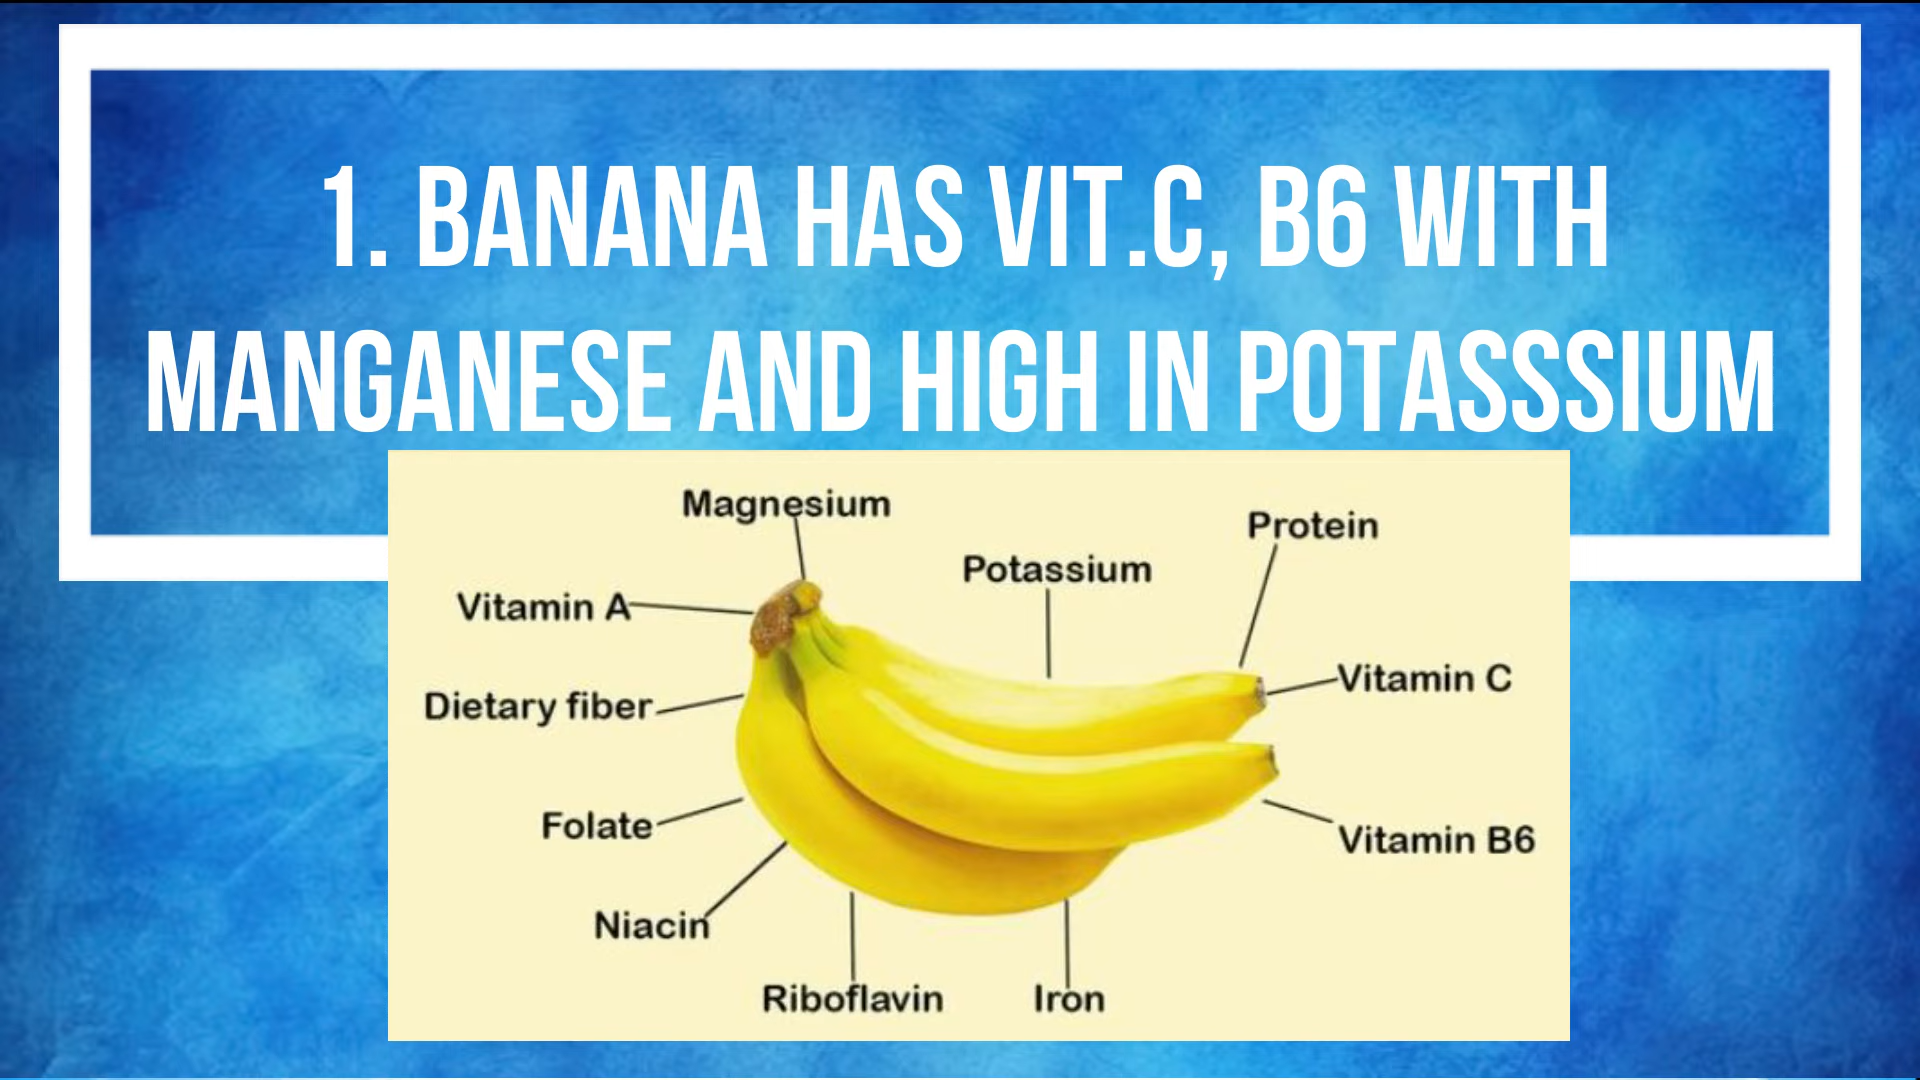 1. BANANA HAS VIT.C, B6 WITH
MANGANESE AND HIGH IN POTASSSIUM
Magnesium
Protein
Potassium
Vitamin A
Vitamin C
Dietary fiber
Folate
Vitamin B6
Niacin
Riboflavin
Iron